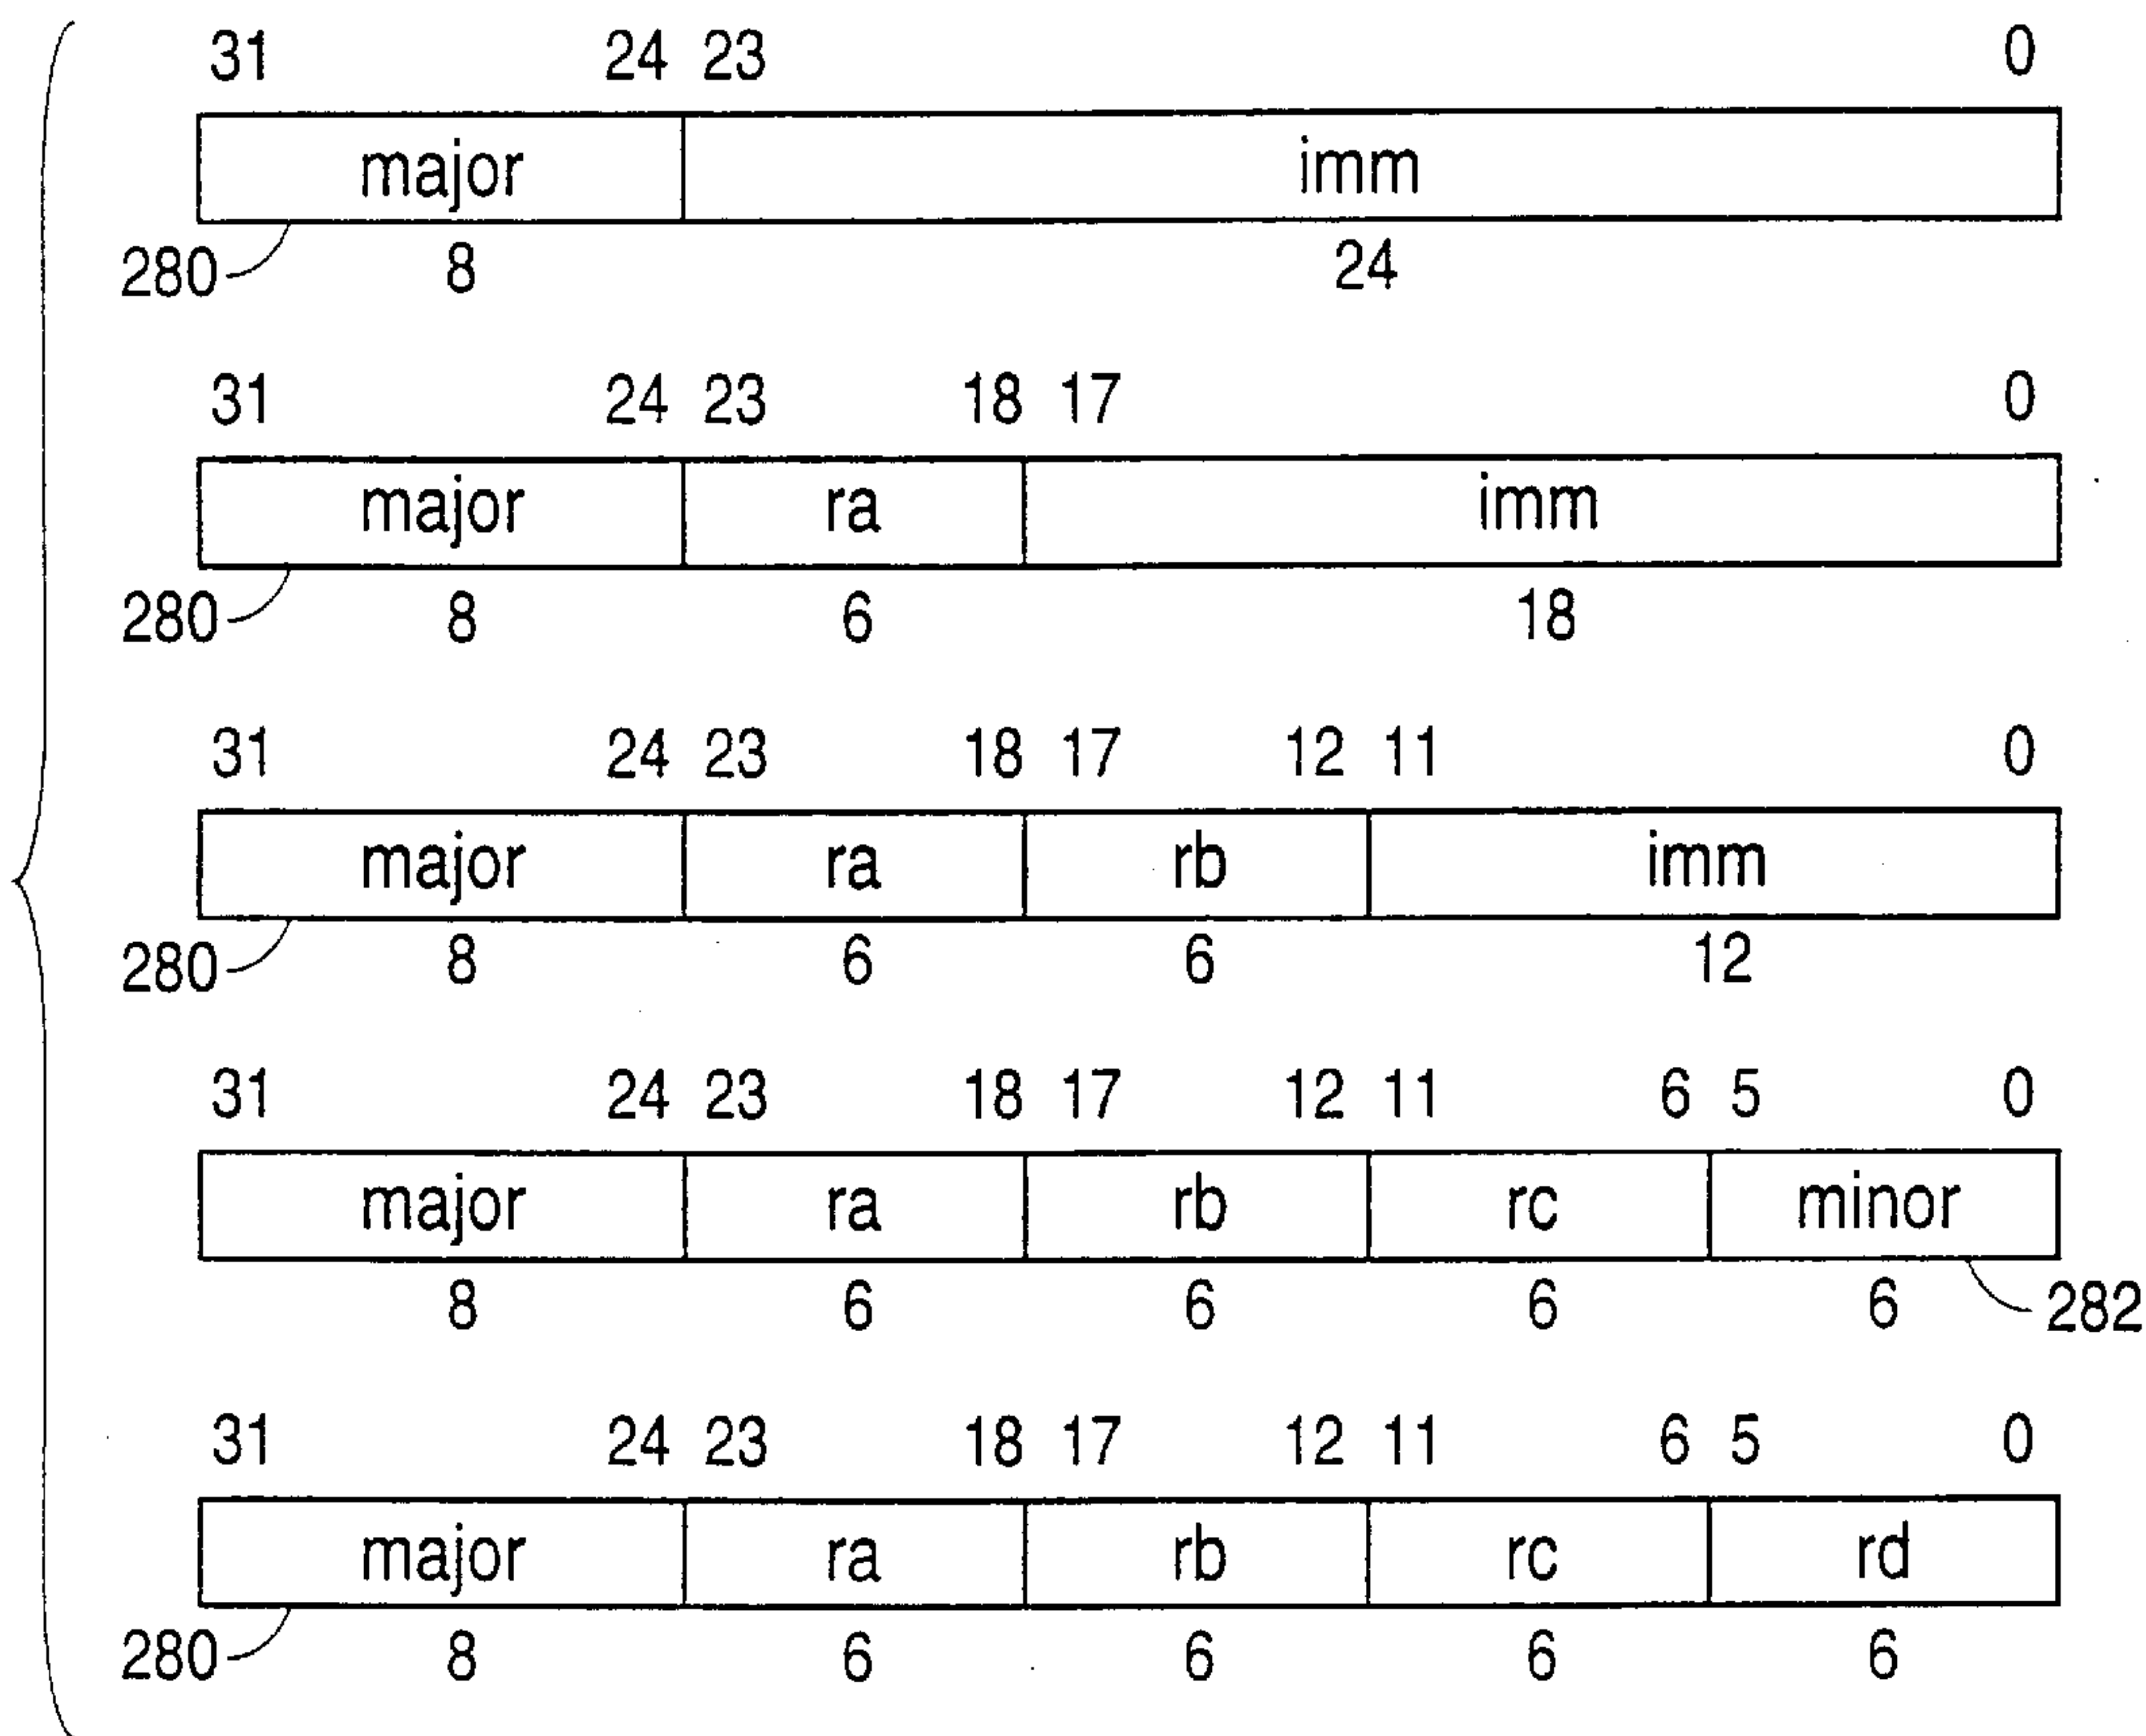 31 24 23 0
major imm
280 8 24
31 24 23 18 17 0
major ra imm
280 8 6 18
31 24 23 18 17 12 11 0
major ra rb imm
280 8 6 6 12
31 24 23 18 17 12 11 6 5 0
major ra rb rc minor
8 6 6 6 6 282
31 24 23 18 17 12 11 6 5 0
major ra rb rc rd
280 8 6 6 6 6